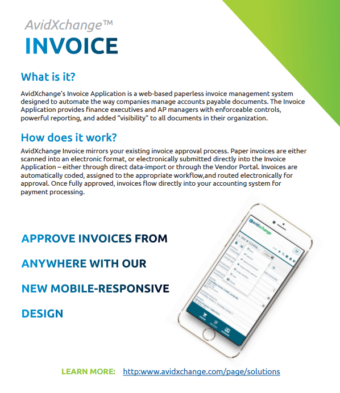 AvidXchange™
INVOICE
What is it?
AvidXchange's Invoice Application is a web-based paperless invoice management system
designed to automate the way companies manage accounts payable documents. The Invoice
Application provides finance executives and AP managers with enforceable controls,
powerful reporting, and added "visibility" to all documents in their organization.
How does it work?
AvidXchange Invoice mirrors your existing invoice approval process. Paper invoices are either
scanned into an electronic format, or electronically submitted directly into the Invoice
Application – either through direct data-import or through the Vendor Portal. Invoices are
automatically coded, assigned to the appropriate workflow,and routed electronically for
approval. Once fully approved, invoices flow directly into your accounting system for
payment processing.
APPROVE INVOICES FROM
ANYWHERE WITH OUR
NEW MOBILE-RESPONSIVE
DESIGN
LEARN MORE: http:www.avidxchange.com/page/solutions